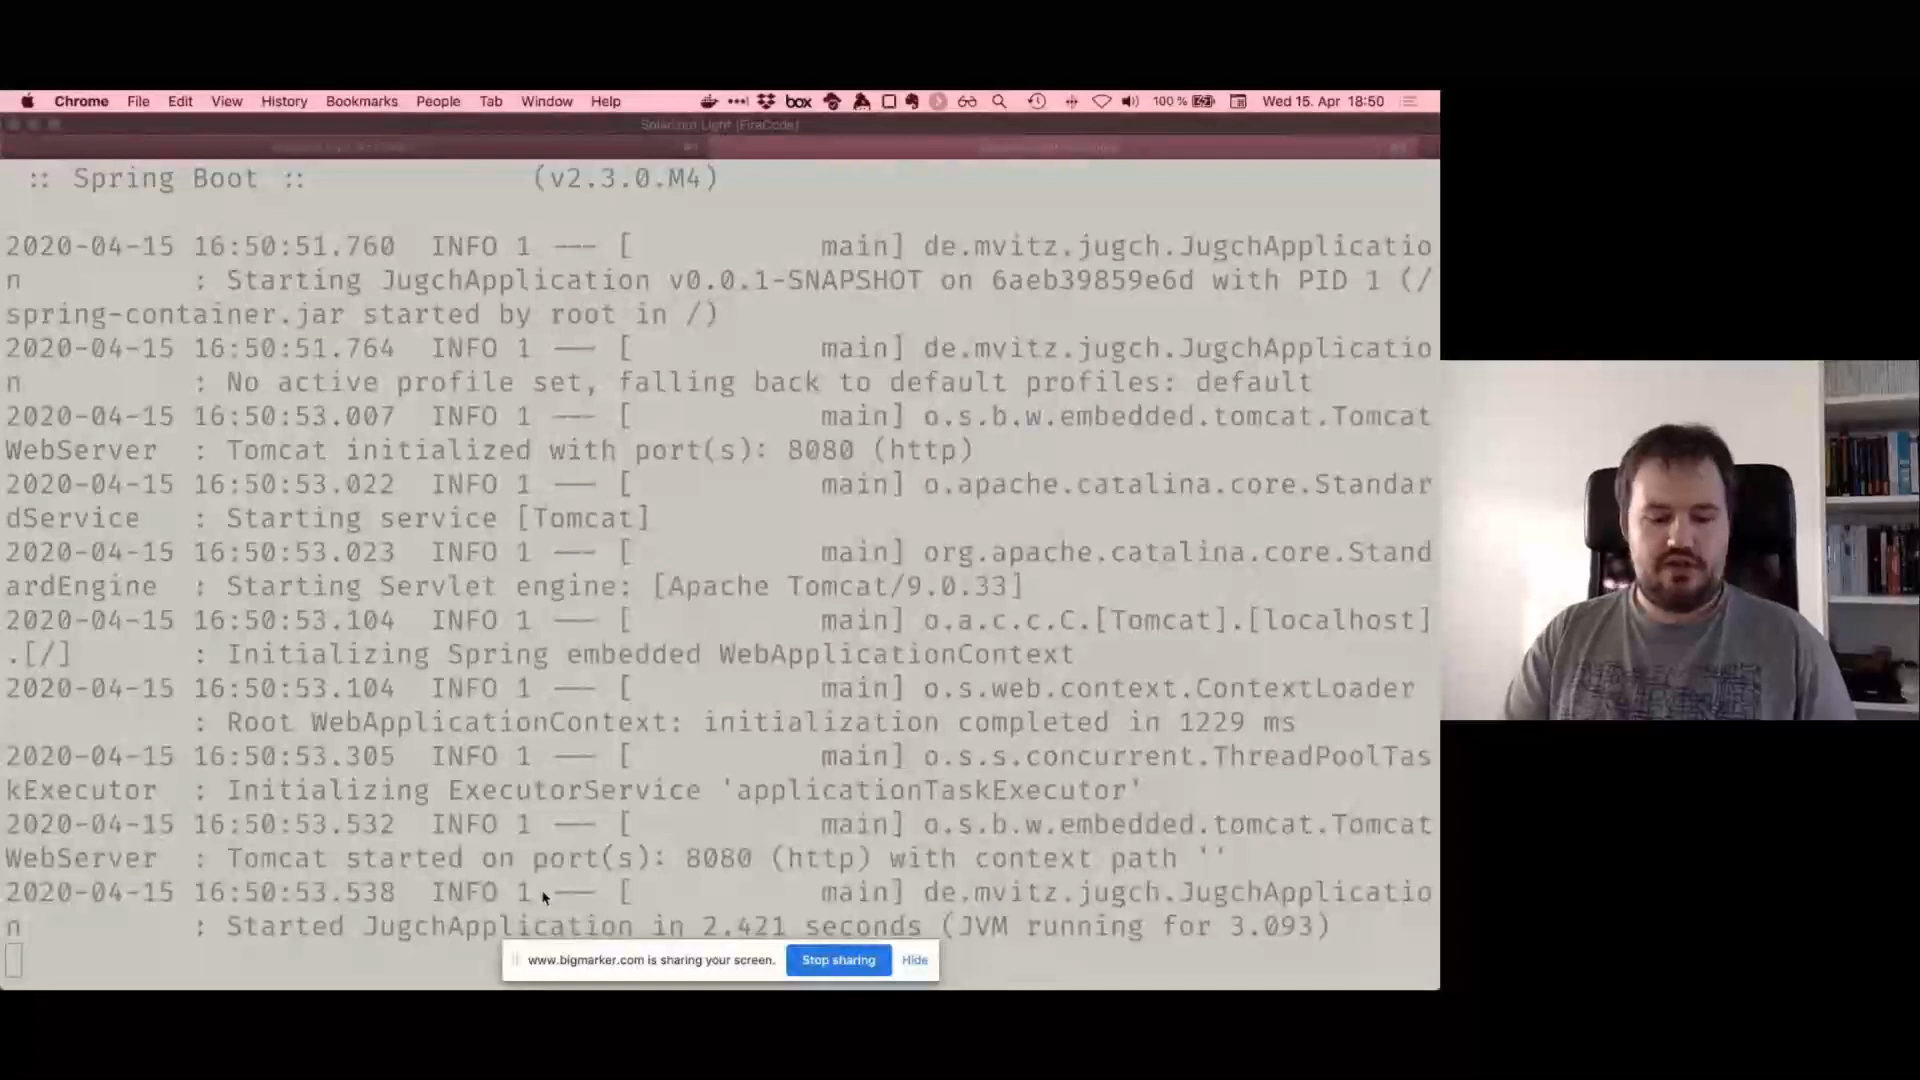 Chrome File Edit View History Bookmarks People Tab Window Help box 100 % Wed 15. Apr 18:50
Solarized Light (FiraCode)
:: Spring Boot :: (v2.3.0.M4)
2020-04-15 16:50:51.760 INFO 1 --- [ main] de.mvitz.jugch.JugchApplicatio
n : Starting JugchApplication v0.0.1-SNAPSHOT on 6aeb39859e6d with PID 1 (/
spring-container.jar started by root in /)
2020-04-15 16:50:51.764 INFO 1 --- [ main] de.mvitz.jugch.JugchApplicatio
n : No active profile set, falling back to default profiles: default
2020-04-15 16:50:53.007 INFO 1 --- [ main] o.s.b.w.embedded.tomcat.Tomcat
WebServer : Tomcat initialized with port(s): 8080 (http)
2020-04-15 16:50:53.022 INFO 1 --- [ main] o.apache.catalina.core.Standar
dService : Starting service [Tomcat]
2020-04-15 16:50:53.023 INFO 1 --- [ main] org.apache.catalina.core.Stand
ardEngine : Starting Servlet engine: [Apache Tomcat/9.0.33]
2020-04-15 16:50:53.104 INFO 1 --- [ main] o.a.c.c.C.[Tomcat].[localhost]
.[/] : Initializing Spring embedded WebApplicationContext
2020-04-15 16:50:53.104 INFO 1 --- [ main] o.s.web.context.ContextLoader
: Root WebApplicationContext: initialization completed in 1229 ms
2020-04-15 16:50:53.305 INFO 1 --- [ main] o.s.s.concurrent.ThreadPoolTas
kExecutor : Initializing ExecutorService 'applicationTaskExecutor'
2020-04-15 16:50:53.532 INFO 1 --- [ main] o.s.b.w.embedded.tomcat.Tomcat
WebServer : Tomcat started on port(s): 8080 (http) with context path ''
2020-04-15 16:50:53.538 INFO 1 --- [ main] de.mvitz.jugch.JugchApplicatio
n : Started JugchApplication in 2.421 seconds (JVM running for 3.093)
www.bigmarker.com is sharing your screen. Stop sharing Hide